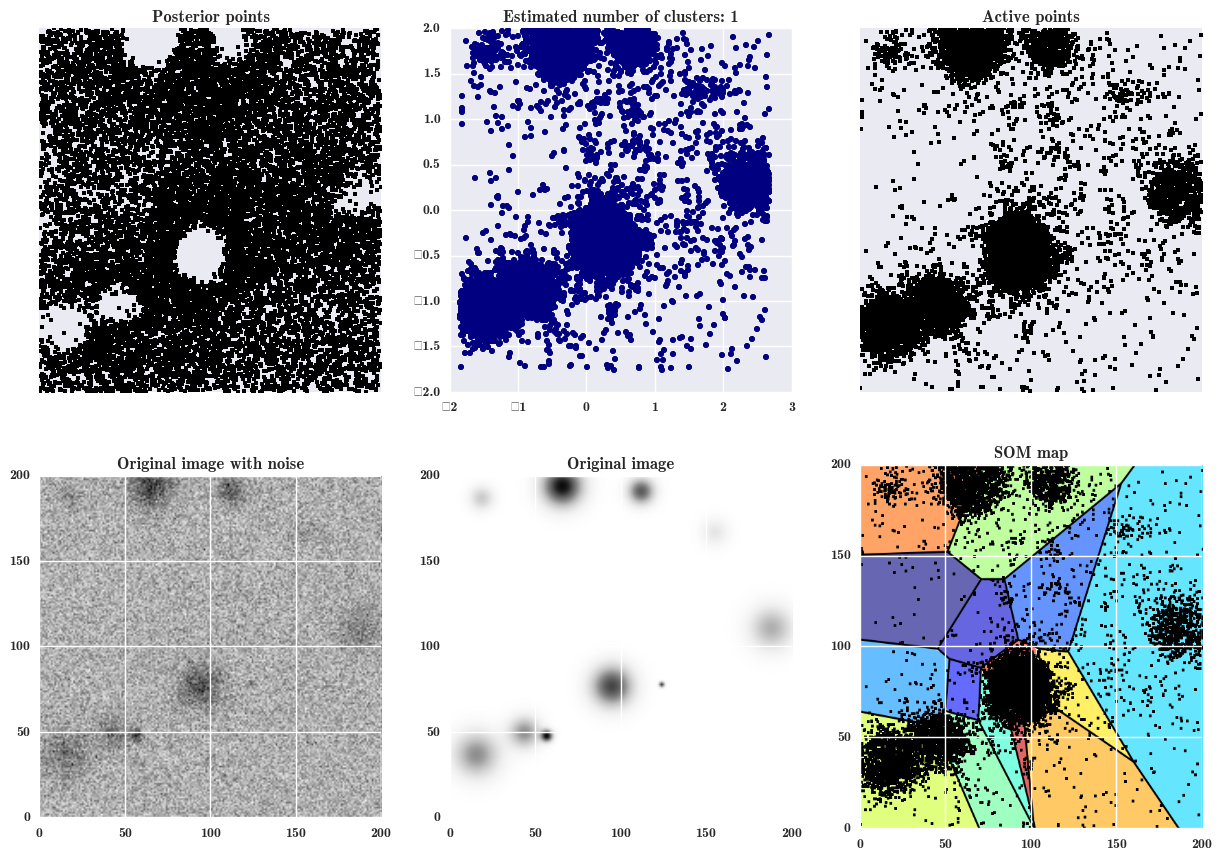 Posterior points
Estimated number of clusters: 1
Active points
2.0
1.5
1.0
0.5
0.0
□0.5
□1.0
□1.5
□2.0
□2 □1 0 1 2 3
Original image with noise
Original image
SOM map
200
150
100
50
0
0 50 100 150 200
200
150
100
50
0
0 50 100 150 200
200
150
100
50
0
0 50 100 150 200